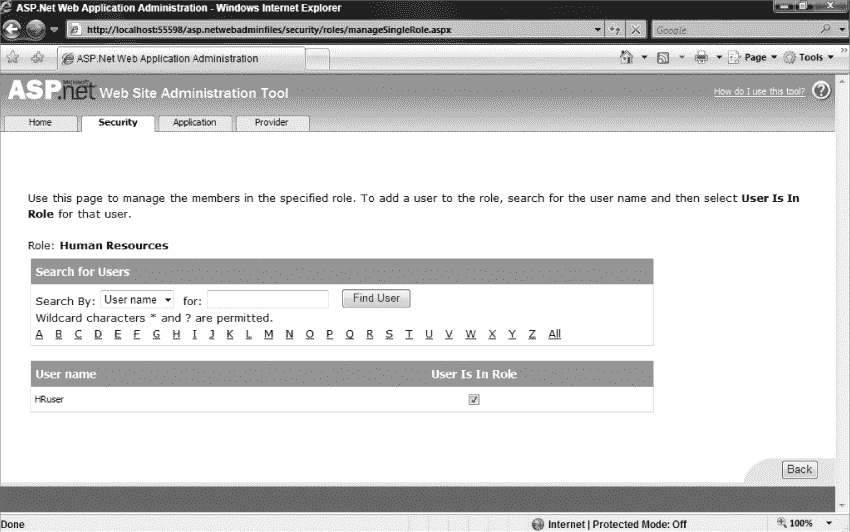 ASP.Net Web Application Administration - Windows Internet Explorer
http://localhost:55598/asp.netwebadminfiles/security/roles/manageSingleRole.aspx
Google
ASP.Net Web Application Administration
Page
Tools
Microsoft
ASP.net Web Site Administration Tool
How do I use this tool?
Home
Security
Application
Provider
Use this page to manage the members in the specified role. To add a user to the role, search for the user name and then select User Is In
Role for that user.
Role: Human Resources
Search for Users
Search By: User name for: Find User
Wildcard characters * and ? are permitted.
A B C D E F G H I J K L M N O P Q R S T U V W X Y Z All
User name User Is In Role
HRuser
Back
Done
Internet | Protected Mode: Off
100%